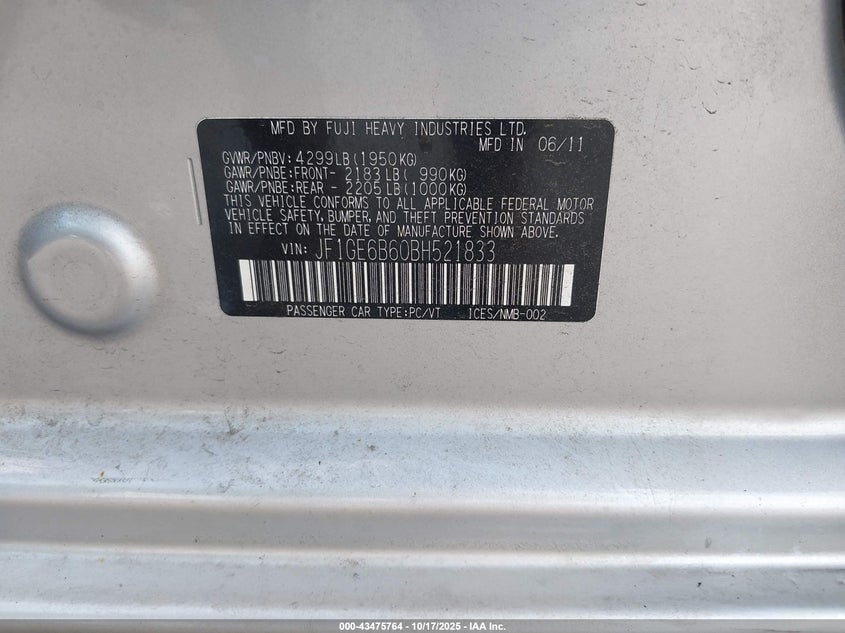 MFD BY FUJI HEAVY INDUSTRIES LTD.
MFD IN 06/11
GVWR/PNBV: 4299LB(1950KG)
GAWR/PNBE:FRONT- 2183LB( 990KG)
GAWR/PNBE:REAR - 2205LB(1000KG)
THIS VEHICLE CONFORMS TO ALL APPLICABLE FEDERAL MOTOR
VEHICLE SAFETY, BUMPER, AND THEFT PREVENTION STANDARDS
IN EFFECT ON THE DATE OF MANUFACTURE SHOWN ABOVE.
VIN: JF1GE6B60BH521833
PASSENGER CAR TYPE:PC/VT ICES/NMB-002
000-43475764 - 10/17/2025 - IAA Inc.